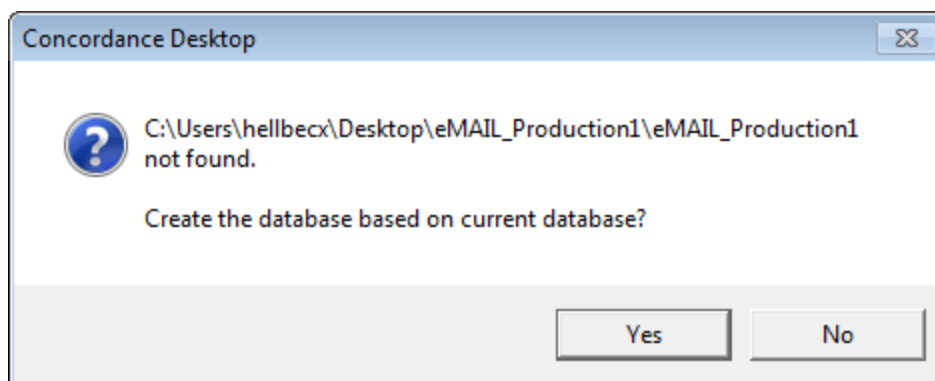 Concordance Desktop
C:\Users\hellbecx\Desktop\eMAIL_Production1\eMAIL_Production1
not found.
Create the database based on current database?
Yes
No